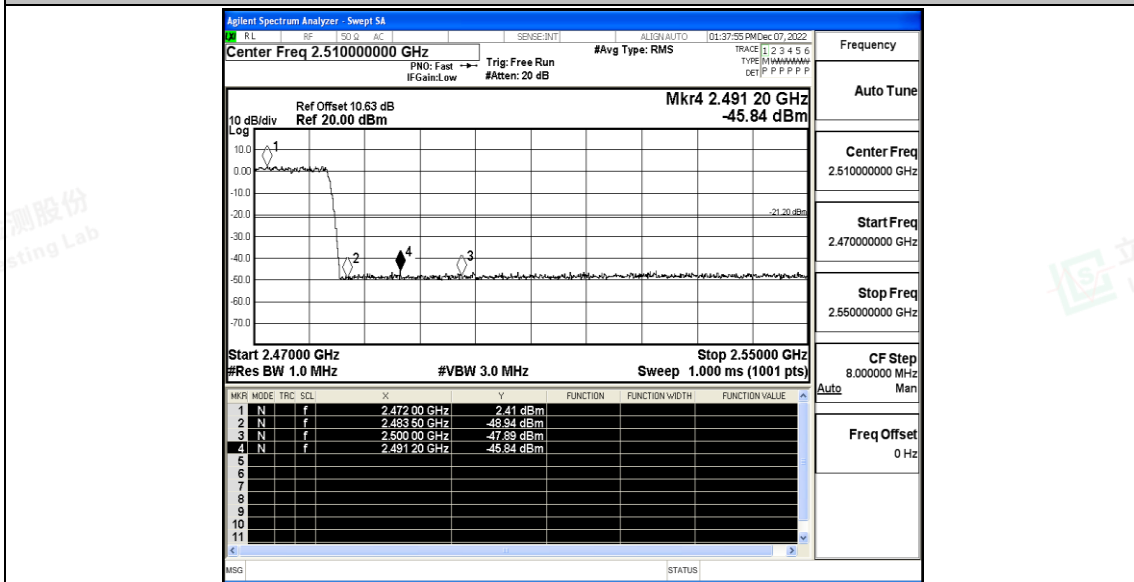 Agilent Spectrum Analyzer - Swept SA
RL RF 50 Ω AC SENSE:INT ALIGN AUTO 01:37:55 PM Dec 07, 2022
Center Freq 2.510000000 GHz
#Avg Type: RMS
TRACE 1 2 3 4 5 6
PNO: Fast Trig: Free Run
TYPE M
IFGain:Low #Atten: 20 dB
DET P P P P P P
Mkr4 2.491 20 GHz
-45.84 dBm
Ref Offset 10.63 dB
10 dB/div Ref 20.00 dBm
Log
10.0
0.00
-10.0
-20.0
-30.0
-40.0
-50.0
-60.0
-70.0
1
2
4
3
-21.20 dBm
Start 2.47000 GHz Stop 2.55000 GHz
#Res BW 1.0 MHz #VBW 3.0 MHz Sweep 1.000 ms (1001 pts)
MKR MODE TRC SCL X Y FUNCTION FUNCTION WIDTH FUNCTION VALUE
1 N f 2.472 00 GHz 2.41 dBm
2 N f 2.483 50 GHz -48.94 dBm
3 N f 2.500 00 GHz -47.89 dBm
4 N f 2.491 20 GHz -45.84 dBm
5
6
7
8
9
10
11
MSG STATUS
Frequency
Auto Tune
Center Freq
2.510000000 GHz
Start Freq
2.470000000 GHz
Stop Freq
2.550000000 GHz
CF Step
8.000000 MHz
Auto Man
Freq Offset
0 Hz
测股份
sting Lab
立